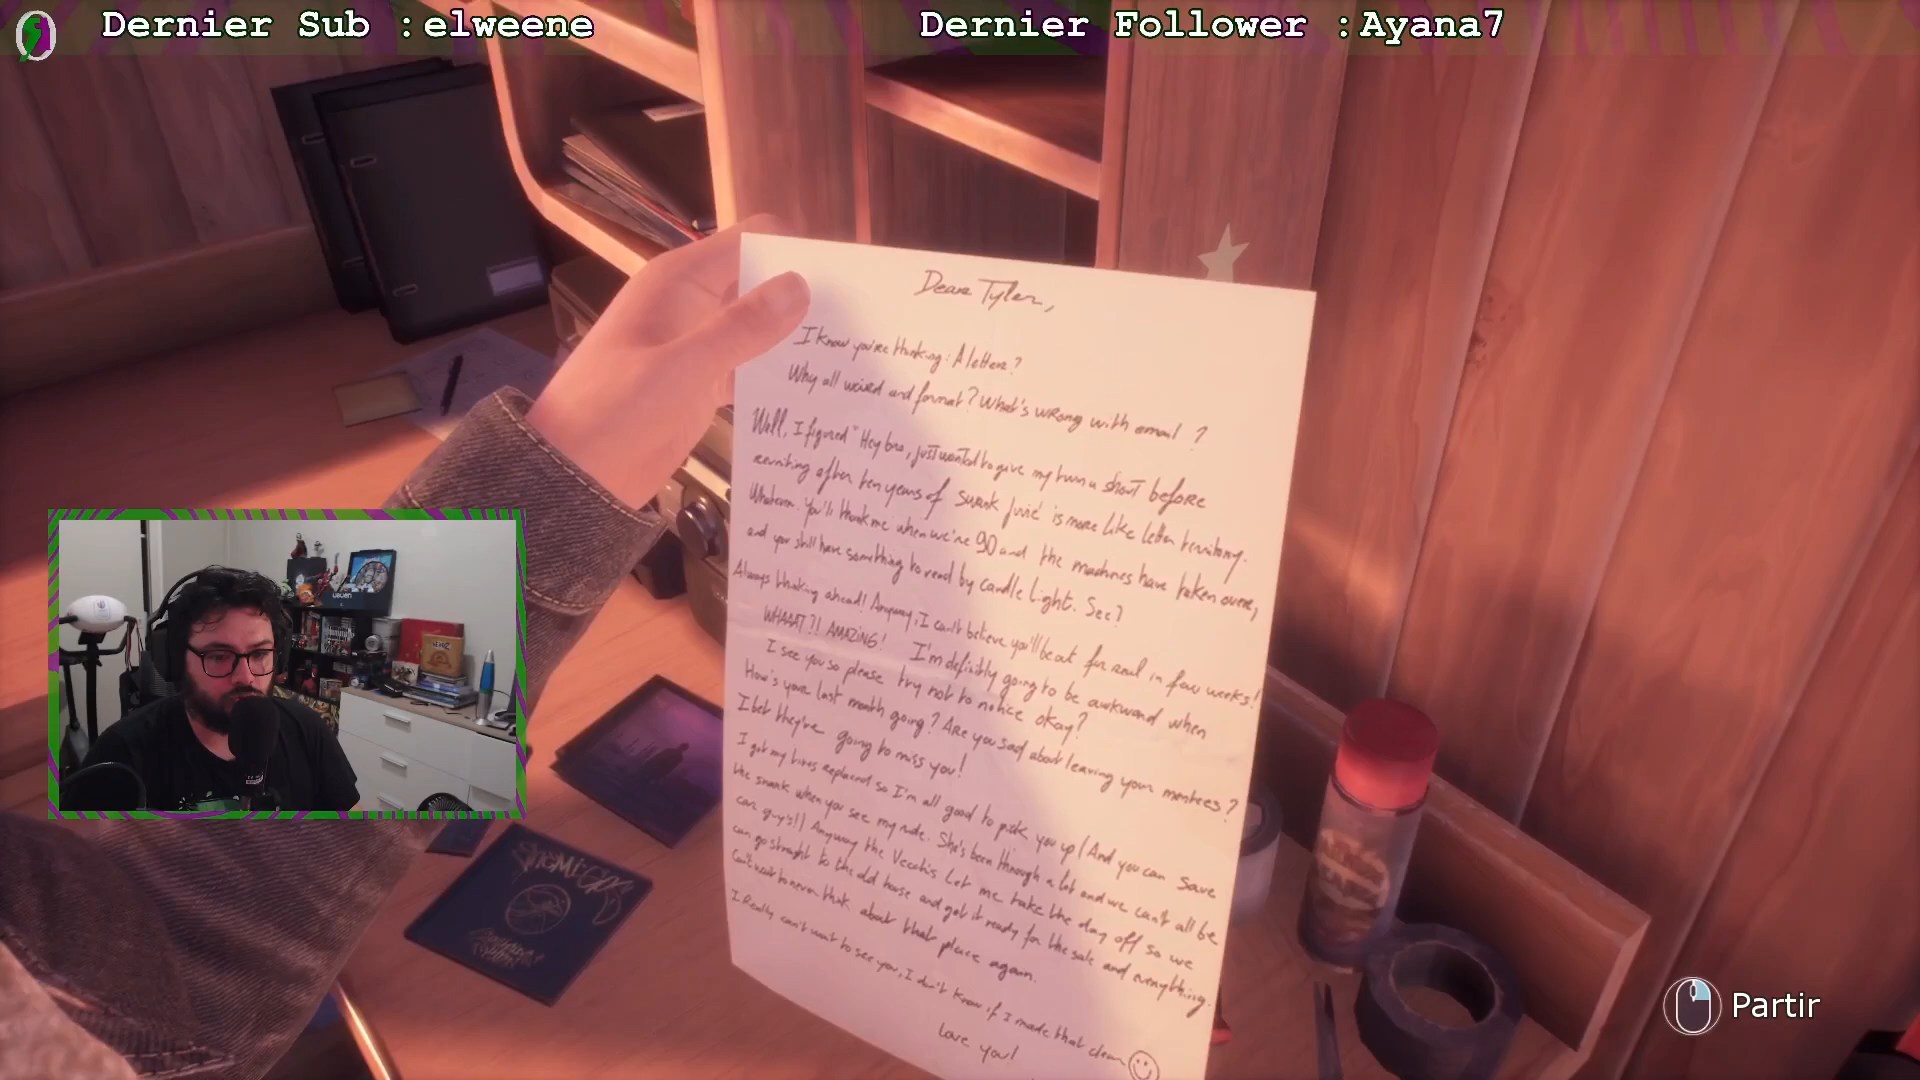 Dernier Sub : elweene
Dernier Follower : Ayana7
Dear Tyler,
I know you're thinking: A letter?
Why all weird and format? What's wrong with email ?
Well, I figured "Hey bro, just wanted to give my twin a shout before
reuniting after ten years of suvak juvie' is more like letter territory.
Whatever. You'll thank me when we're 90 and the machines have taken over,
and you still have something to read by candle light. See?
Always thinking ahead! Anyway, I can't believe you'll be out for real in few weeks!
WHAAAT?! AMAZING! I'm definitly going to be awkward when
I see you so please try not to notice okay?
How's your last month going? Are you sad about leaving your mentees?
I bet they're going to miss you!
I got my tires replaced so I'm all good to pick you up (And you can save
the snark when you see my ride. She's been through a lot and we can't all be
car guys!) Anyway the Vecchis let me take the day off so we
can go straight to the old house and get it ready for the sale and everything.
Can't wait to never think about that place again.
I Really can't wait to see you, I don't know if I made that clear
Love you!
Partir